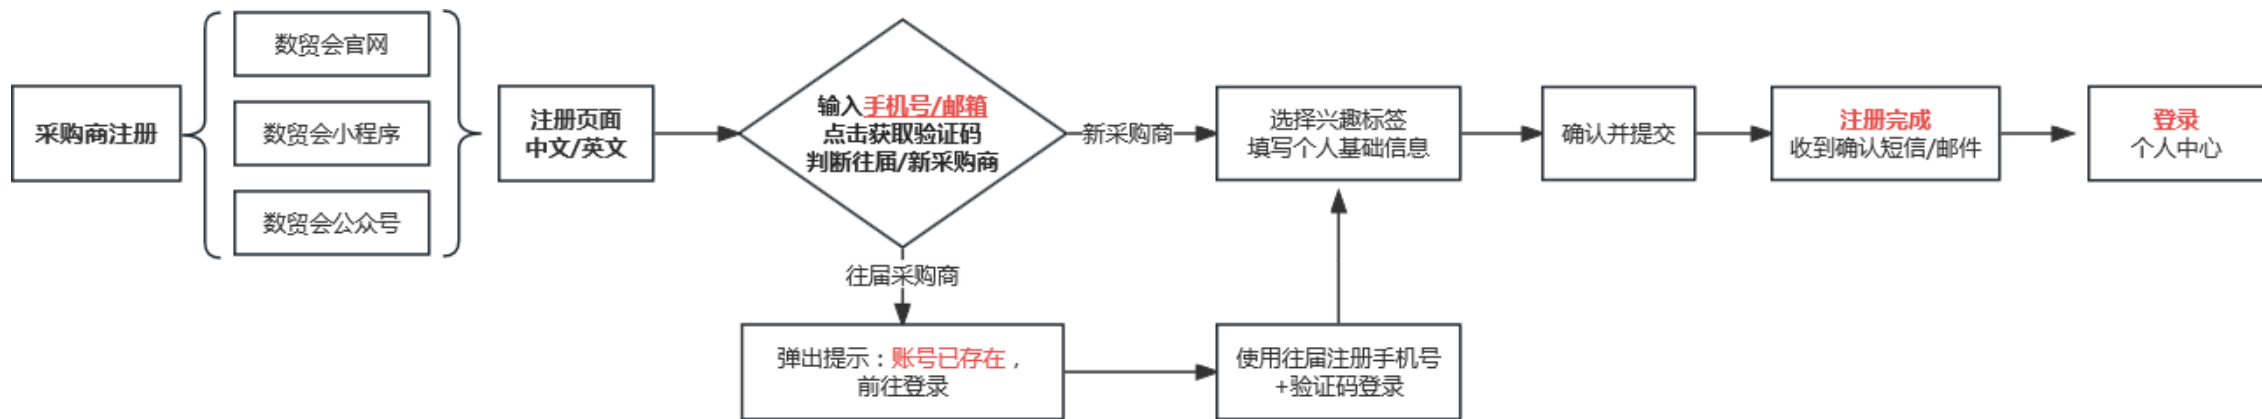 采购商注册
数贸会官网
数贸会小程序
数贸会公众号
注册页面
中文/英文
输入手机号/邮箱
点击获取验证码
判断往届/新采购商
新采购商
选择兴趣标签
填写个人基础信息
确认并提交
注册完成
收到确认短信/邮件
登录
个人中心
往届采购商
弹出提示：账号已存在，
前往登录
使用往届注册手机号
+验证码登录